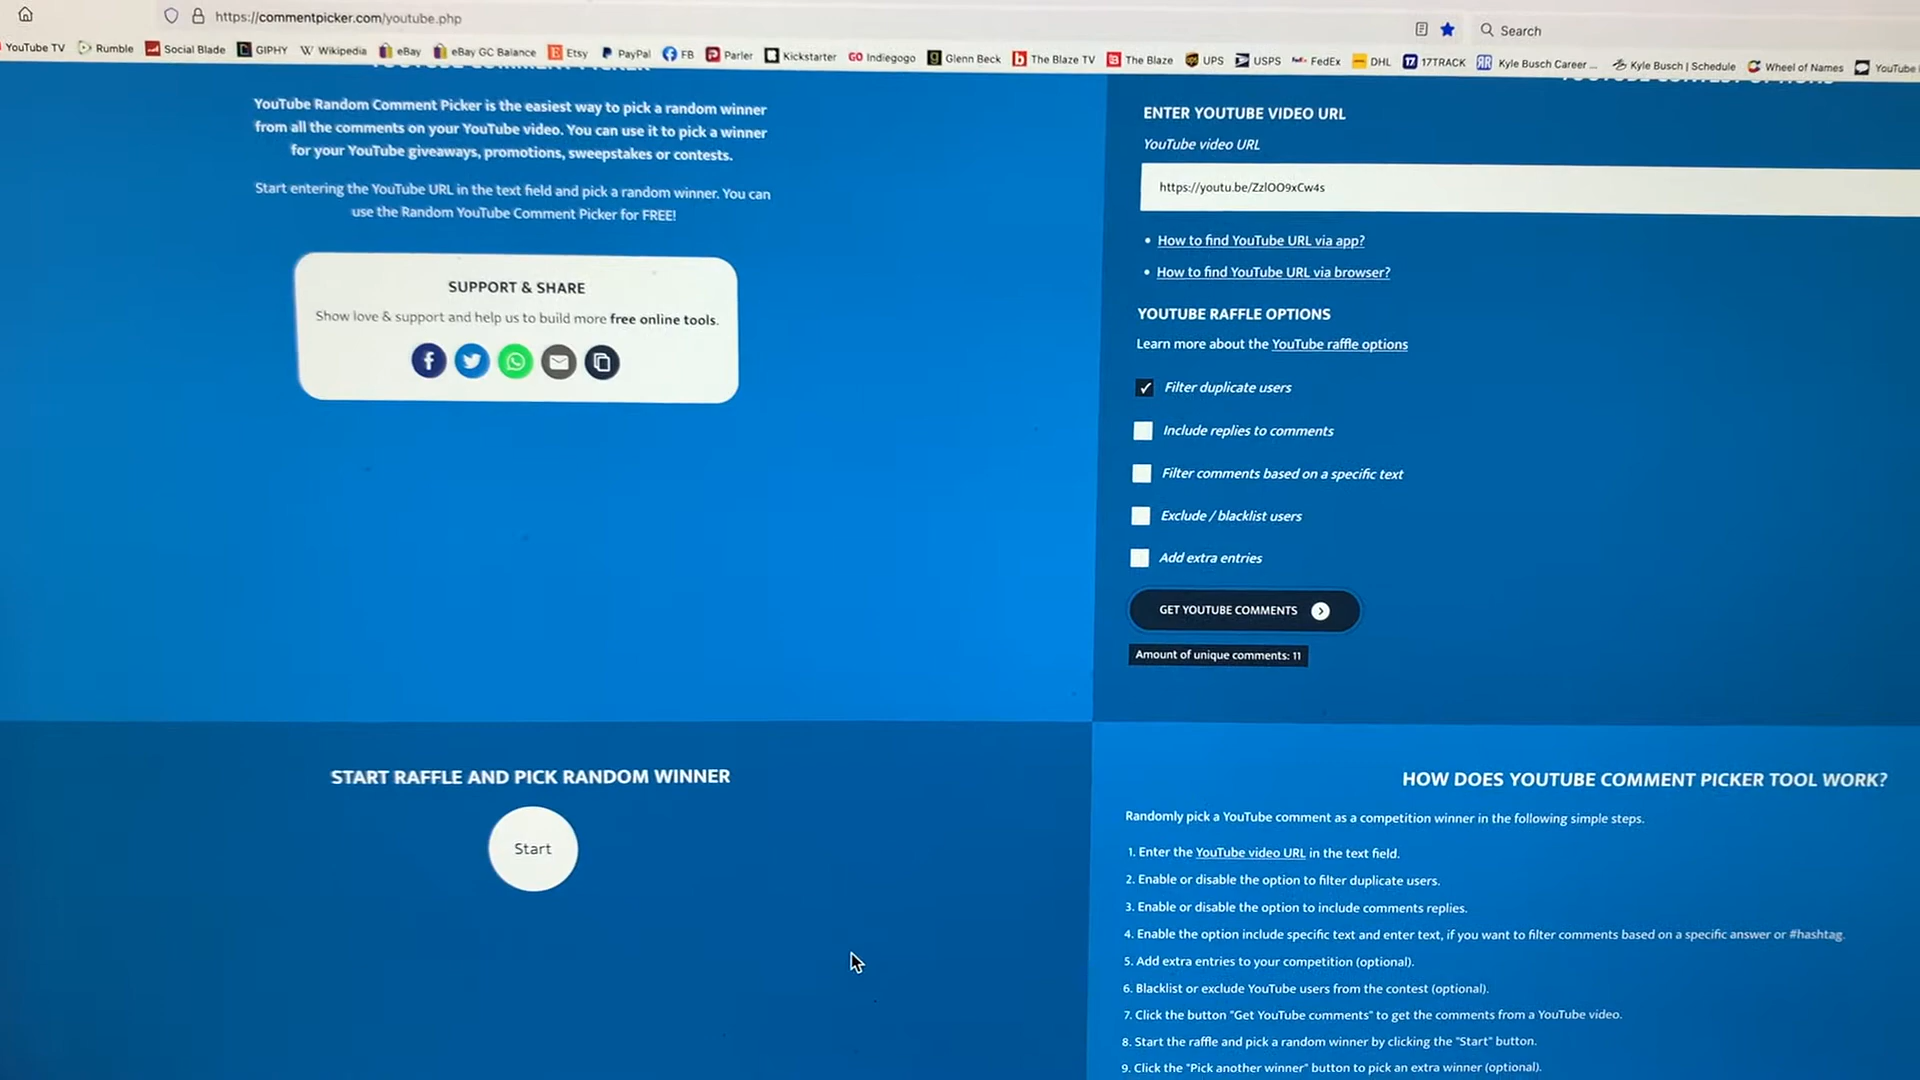 https://commentpicker.com/youtube.php
Search
YouTube TV
Rumble
Social Blade
GIPHY
Wikipedia
eBay
eBay GC Balance
Etsy
PayPal
FB
Parler
Kickstarter
Indiegogo
Glenn Beck
The Blaze TV
The Blaze
UPS
USPS
FedEx
DHL
17TRACK
Kyle Busch Career ...
Kyle Busch | Schedule
Wheel of Names
YouTube
YouTube Random Comment Picker is the easiest way to pick a random winner
from all the comments on your YouTube video. You can use it to pick a winner
for your YouTube giveaways, promotions, sweepstakes or contests.
Start entering the YouTube URL in the text field and pick a random winner. You can
use the Random YouTube Comment Picker for FREE!
SUPPORT & SHARE
Show love & support and help us to build more free online tools.
ENTER YOUTUBE VIDEO URL
YouTube video URL
https://youtu.be/ZzlOO9xCw4s
• How to find YouTube URL via app?
• How to find YouTube URL via browser?
YOUTUBE RAFFLE OPTIONS
Learn more about the YouTube raffle options
Filter duplicate users
Include replies to comments
Filter comments based on a specific text
Exclude / blacklist users
Add extra entries
GET YOUTUBE COMMENTS
Amount of unique comments: 11
START RAFFLE AND PICK RANDOM WINNER
Start
HOW DOES YOUTUBE COMMENT PICKER TOOL WORK?
Randomly pick a YouTube comment as a competition winner in the following simple steps.
1. Enter the YouTube video URL in the text field.
2. Enable or disable the option to filter duplicate users.
3. Enable or disable the option to include comments replies.
4. Enable the option include specific text and enter text, if you want to filter comments based on a specific answer or #hashtag.
5. Add extra entries to your competition (optional).
6. Blacklist or exclude YouTube users from the contest (optional).
7. Click the button "Get YouTube comments" to get the comments from a YouTube video.
8. Start the raffle and pick a random winner by clicking the "Start" button.
9. Click the "Pick another winner" button to pick an extra winner (optional).